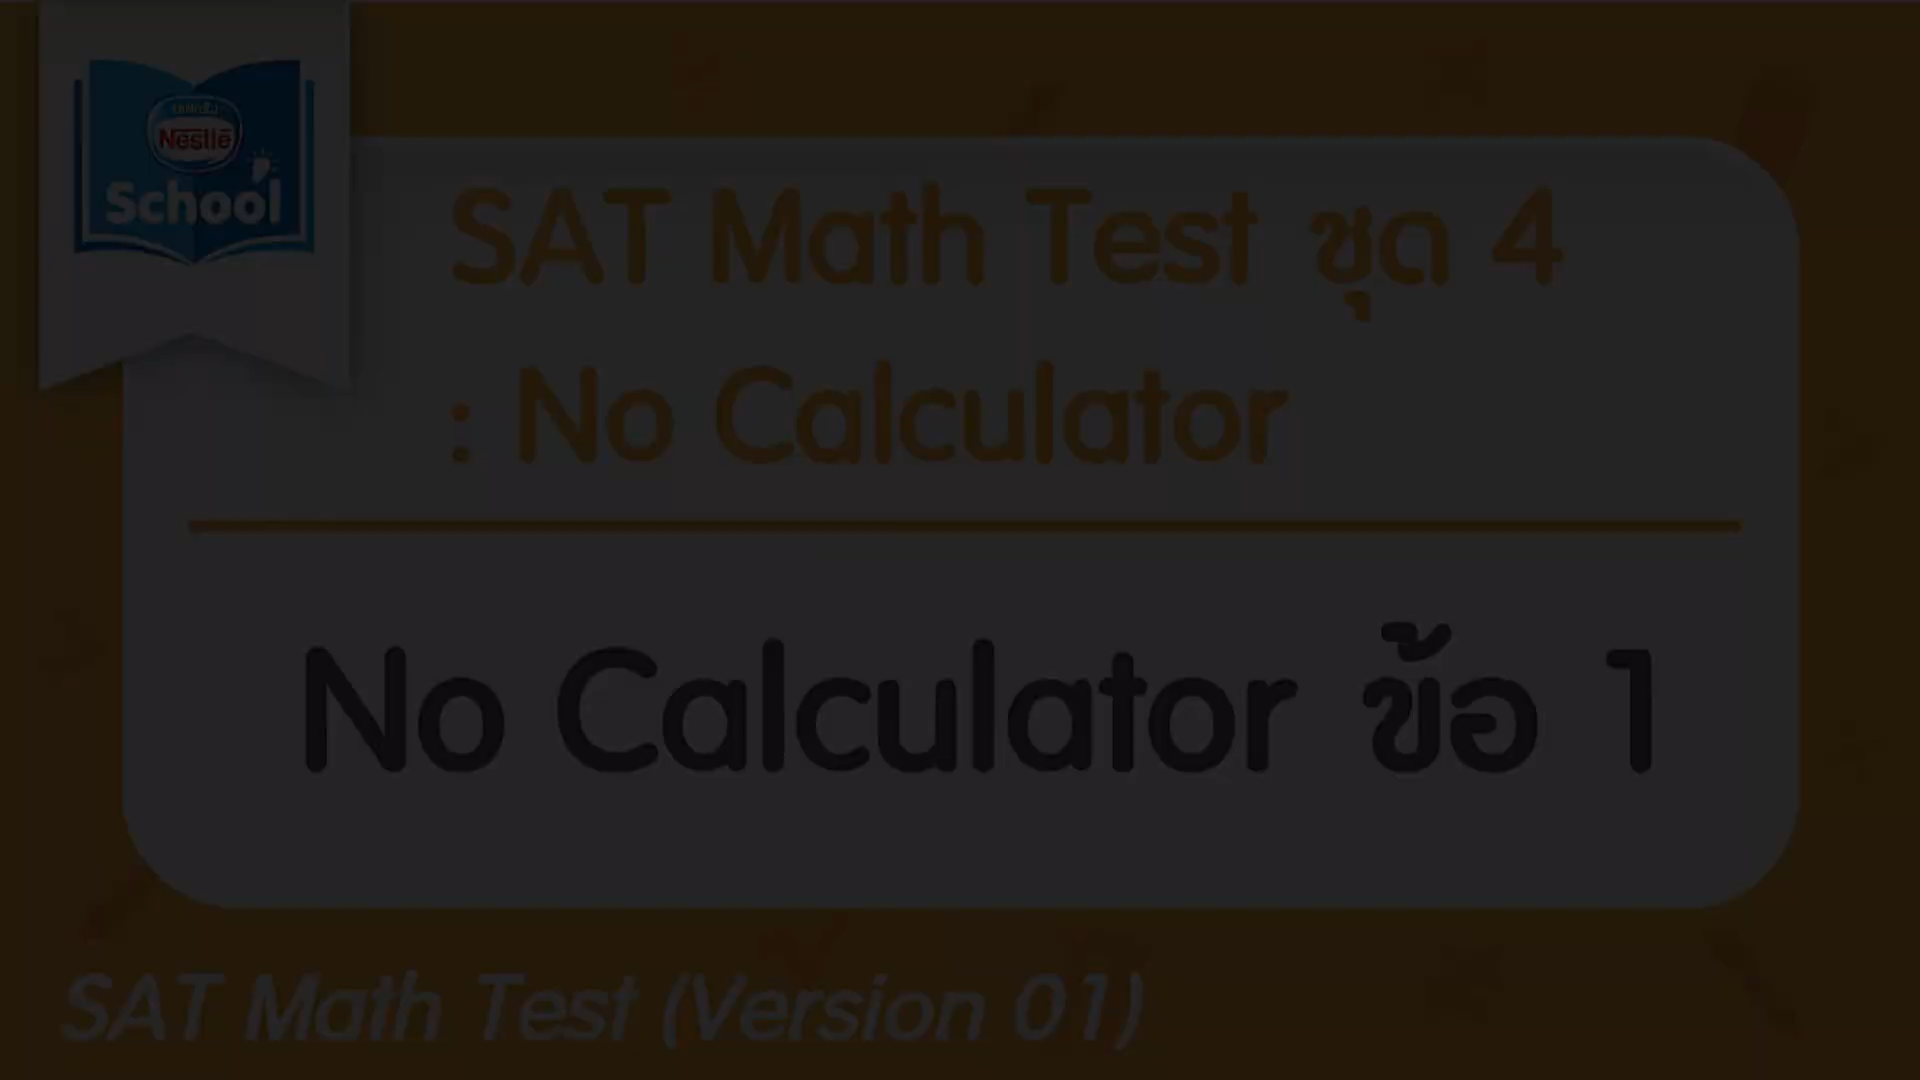 Nestlē
School
SAT Math Test ชุด 4
: No Calculator
No Calculator ข้อ 1
SAT Math Test (Version 01)